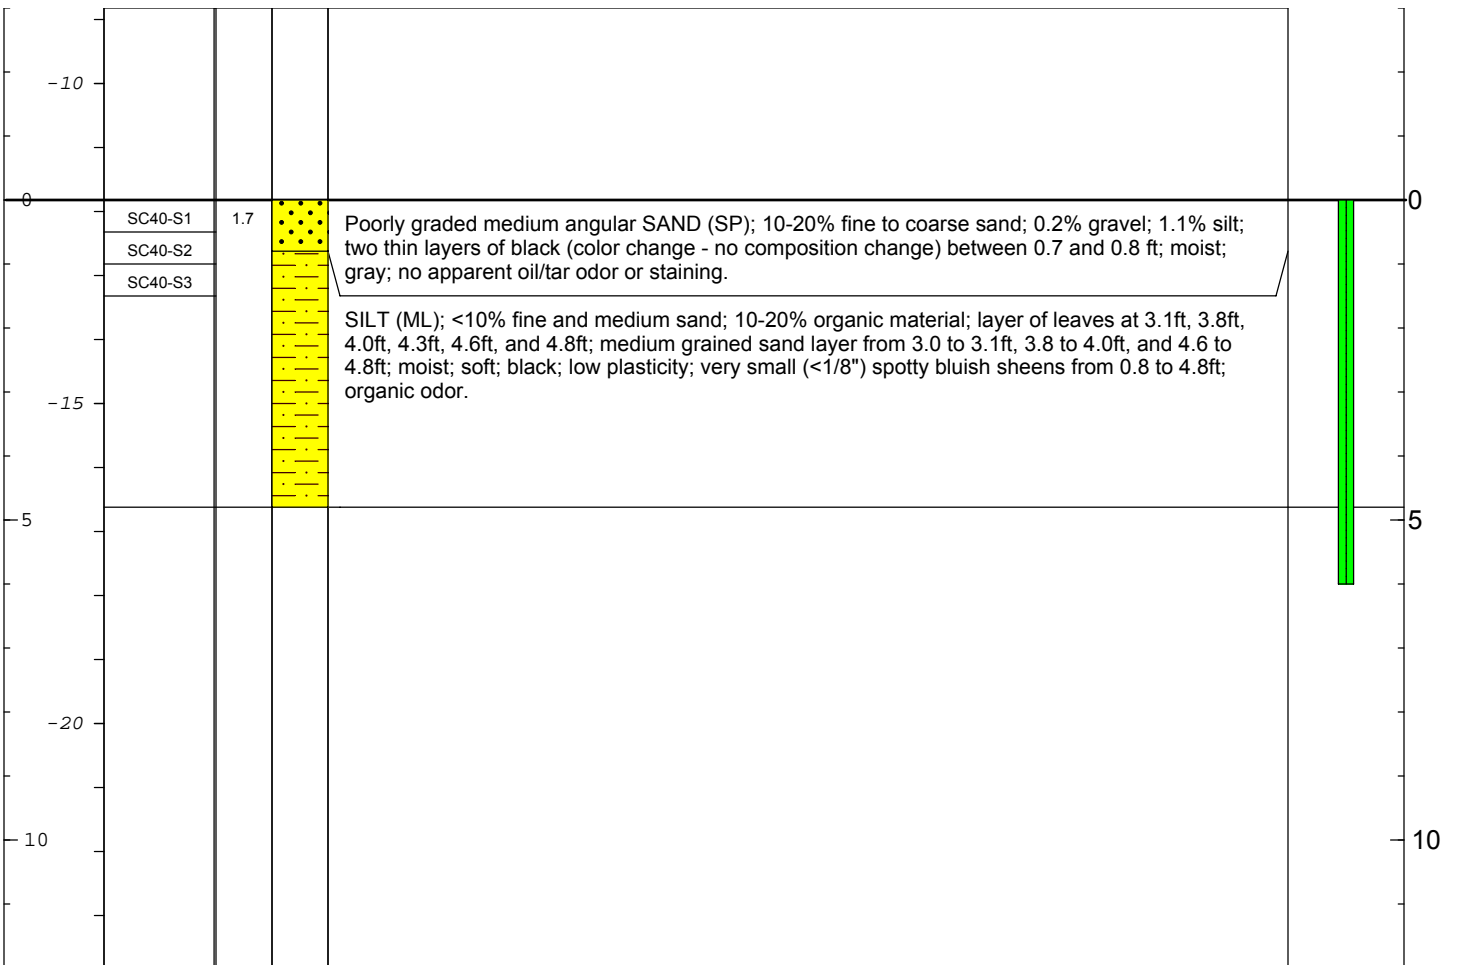 -10
0
0
SC40-S1
1.7
SC40-S2
SC40-S3
Poorly graded medium angular SAND (SP); 10-20% fine to coarse sand; 0.2% gravel; 1.1% silt;
two thin layers of black (color change - no composition change) between 0.7 and 0.8 ft; moist;
gray; no apparent oil/tar odor or staining.
SILT (ML); <10% fine and medium sand; 10-20% organic material; layer of leaves at 3.1ft, 3.8ft,
4.0ft, 4.3ft, 4.6ft, and 4.8ft; medium grained sand layer from 3.0 to 3.1ft, 3.8 to 4.0ft, and 4.6 to
4.8ft; moist; soft; black; low plasticity; very small (<1/8") spotty bluish sheens from 0.8 to 4.8ft;
organic odor.
-15
5
5
-20
10
10